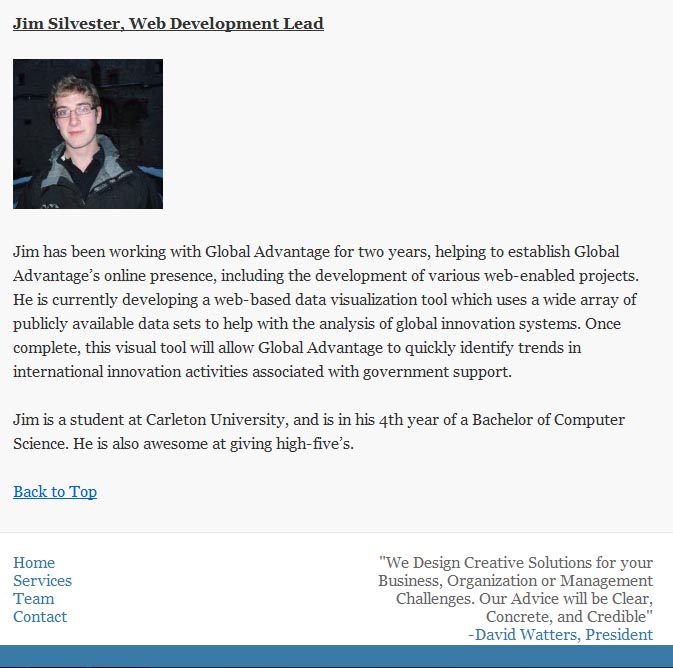 Jim Silvester, Web Development Lead
Jim has been working with Global Advantage for two years, helping to establish Global
Advantage’s online presence, including the development of various web-enabled projects.
He is currently developing a web-based data visualization tool which uses a wide array of
publicly available data sets to help with the analysis of global innovation systems. Once
complete, this visual tool will allow Global Advantage to quickly identify trends in
international innovation activities associated with government support.
Jim is a student at Carleton University, and is in his 4th year of a Bachelor of Computer
Science. He is also awesome at giving high-five’s.
Back to Top
Home
Services
Team
Contact
"We Design Creative Solutions for your
Business, Organization or Management
Challenges. Our Advice will be Clear,
Concrete, and Credible"
-David Watters, President